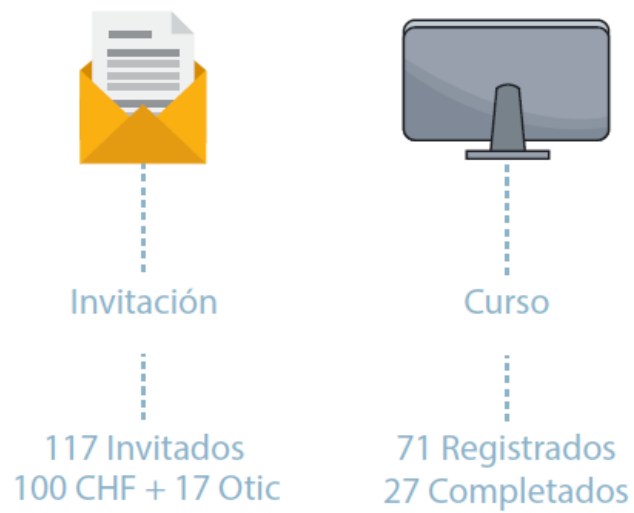 Invitación
117 Invitados
100 CHF + 17 Otic
Curso
71 Registrados
27 Completados